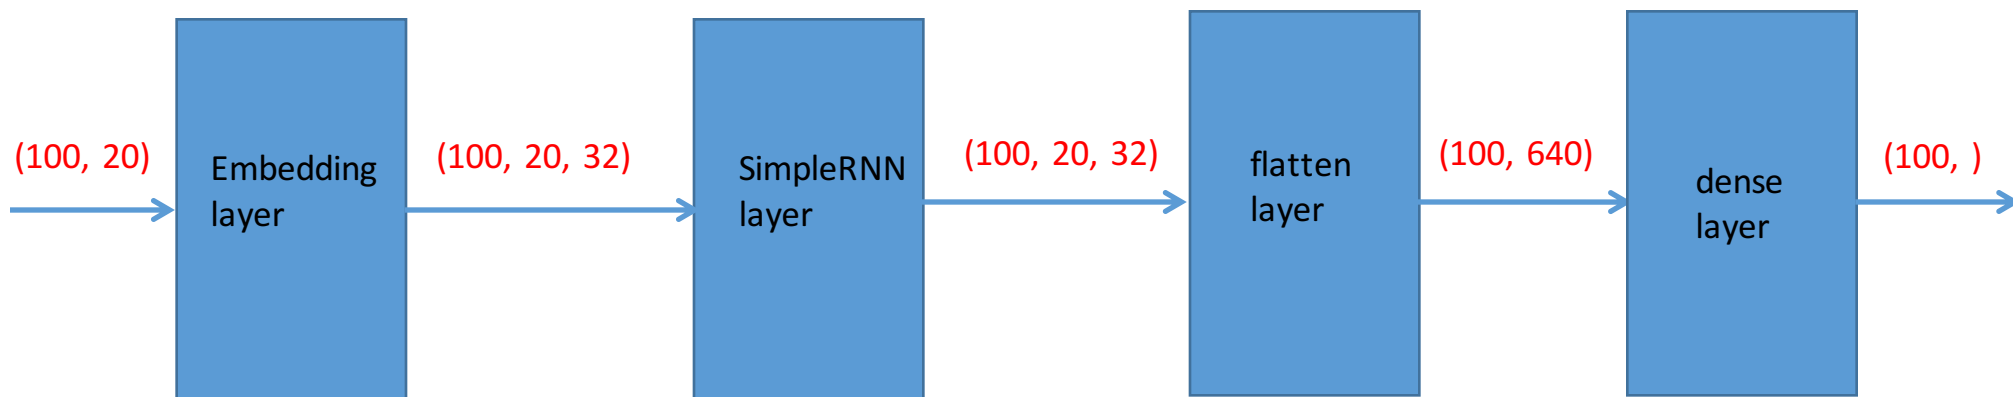 (100, 20)
Embedding
layer
(100, 20, 32)
SimpleRNN
layer
(100, 20, 32)
flatten
layer
(100, 640)
dense
layer
(100, )